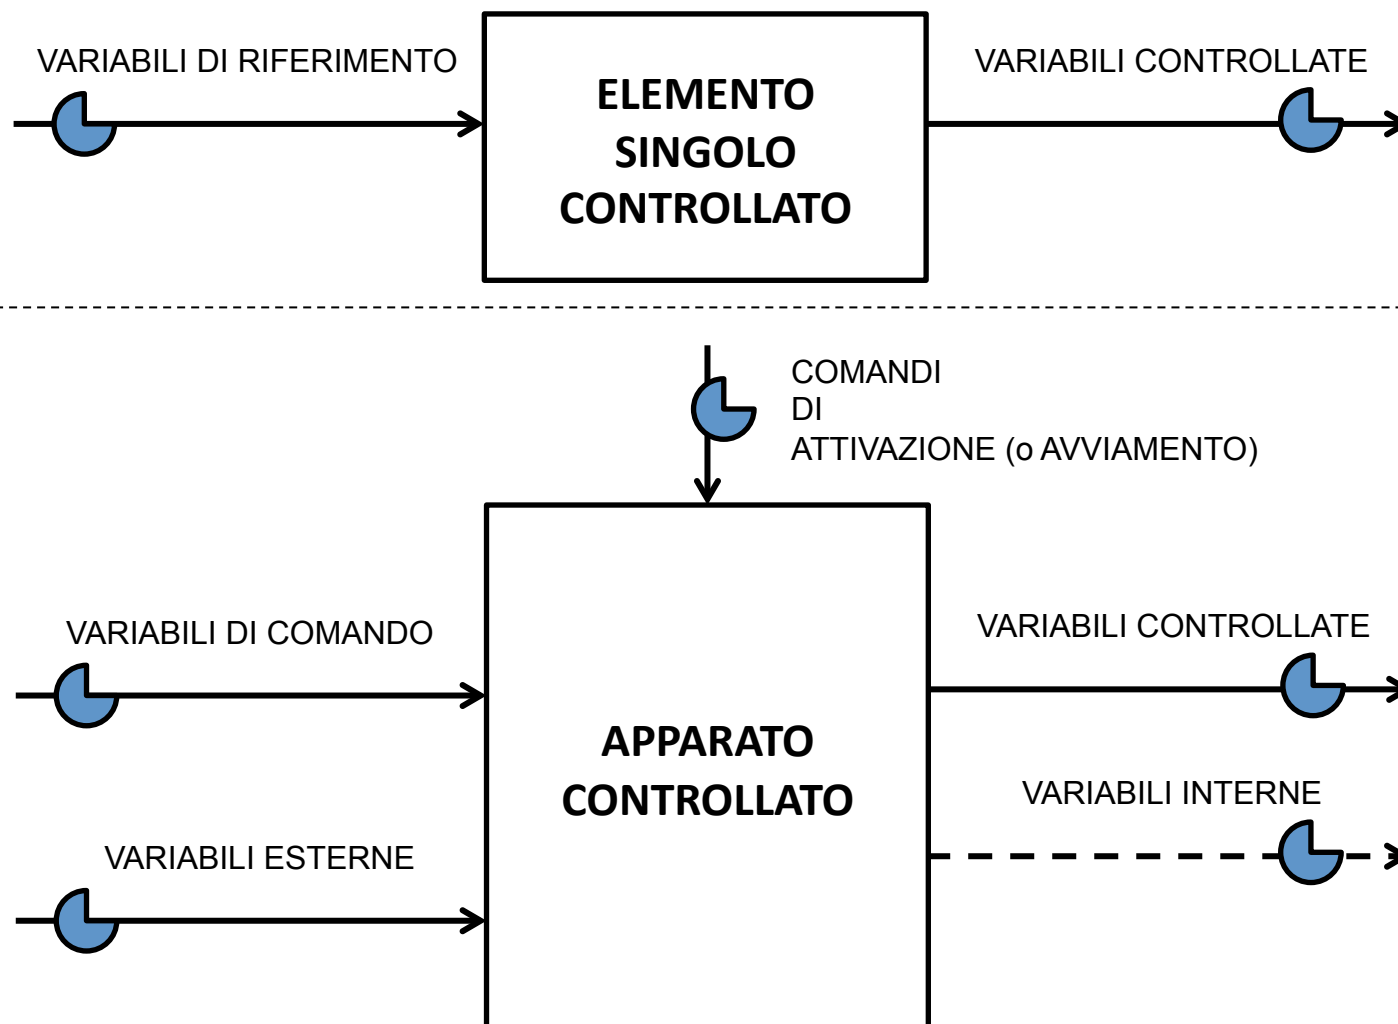 VARIABILI DI RIFERIMENTO
ELEMENTO
SINGOLO
CONTROLLATO
VARIABILI CONTROLLATE
COMANDI
DI
ATTIVAZIONE (o AVVIAMENTO)
VARIABILI DI COMANDO
VARIABILI ESTERNE
APPARATO
CONTROLLATO
VARIABILI CONTROLLATE
VARIABILI INTERNE